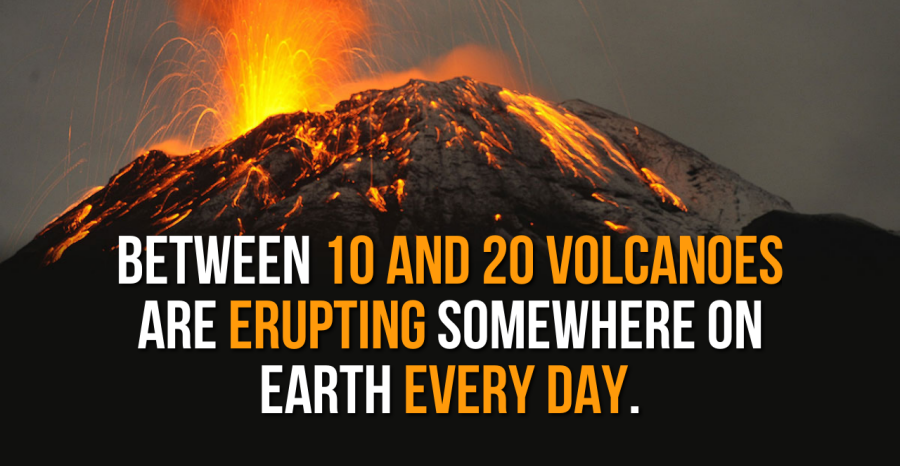 BETWEEN 10 AND 20 VOLCANOES
ARE ERUPTING SOMEWHERE ON
EARTH EVERY DAY.